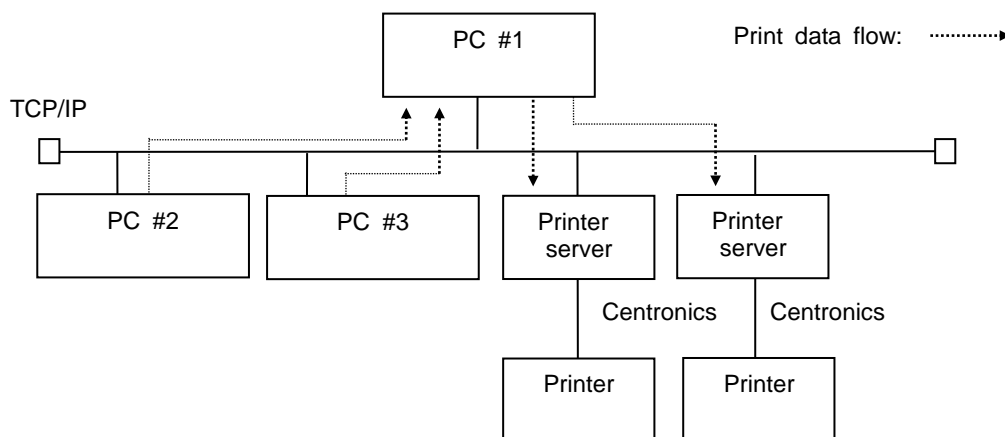 PC #1
Print data flow:
TCP/IP
PC #2
PC #3
Printer
server
Printer
server
Centronics
Centronics
Printer
Printer